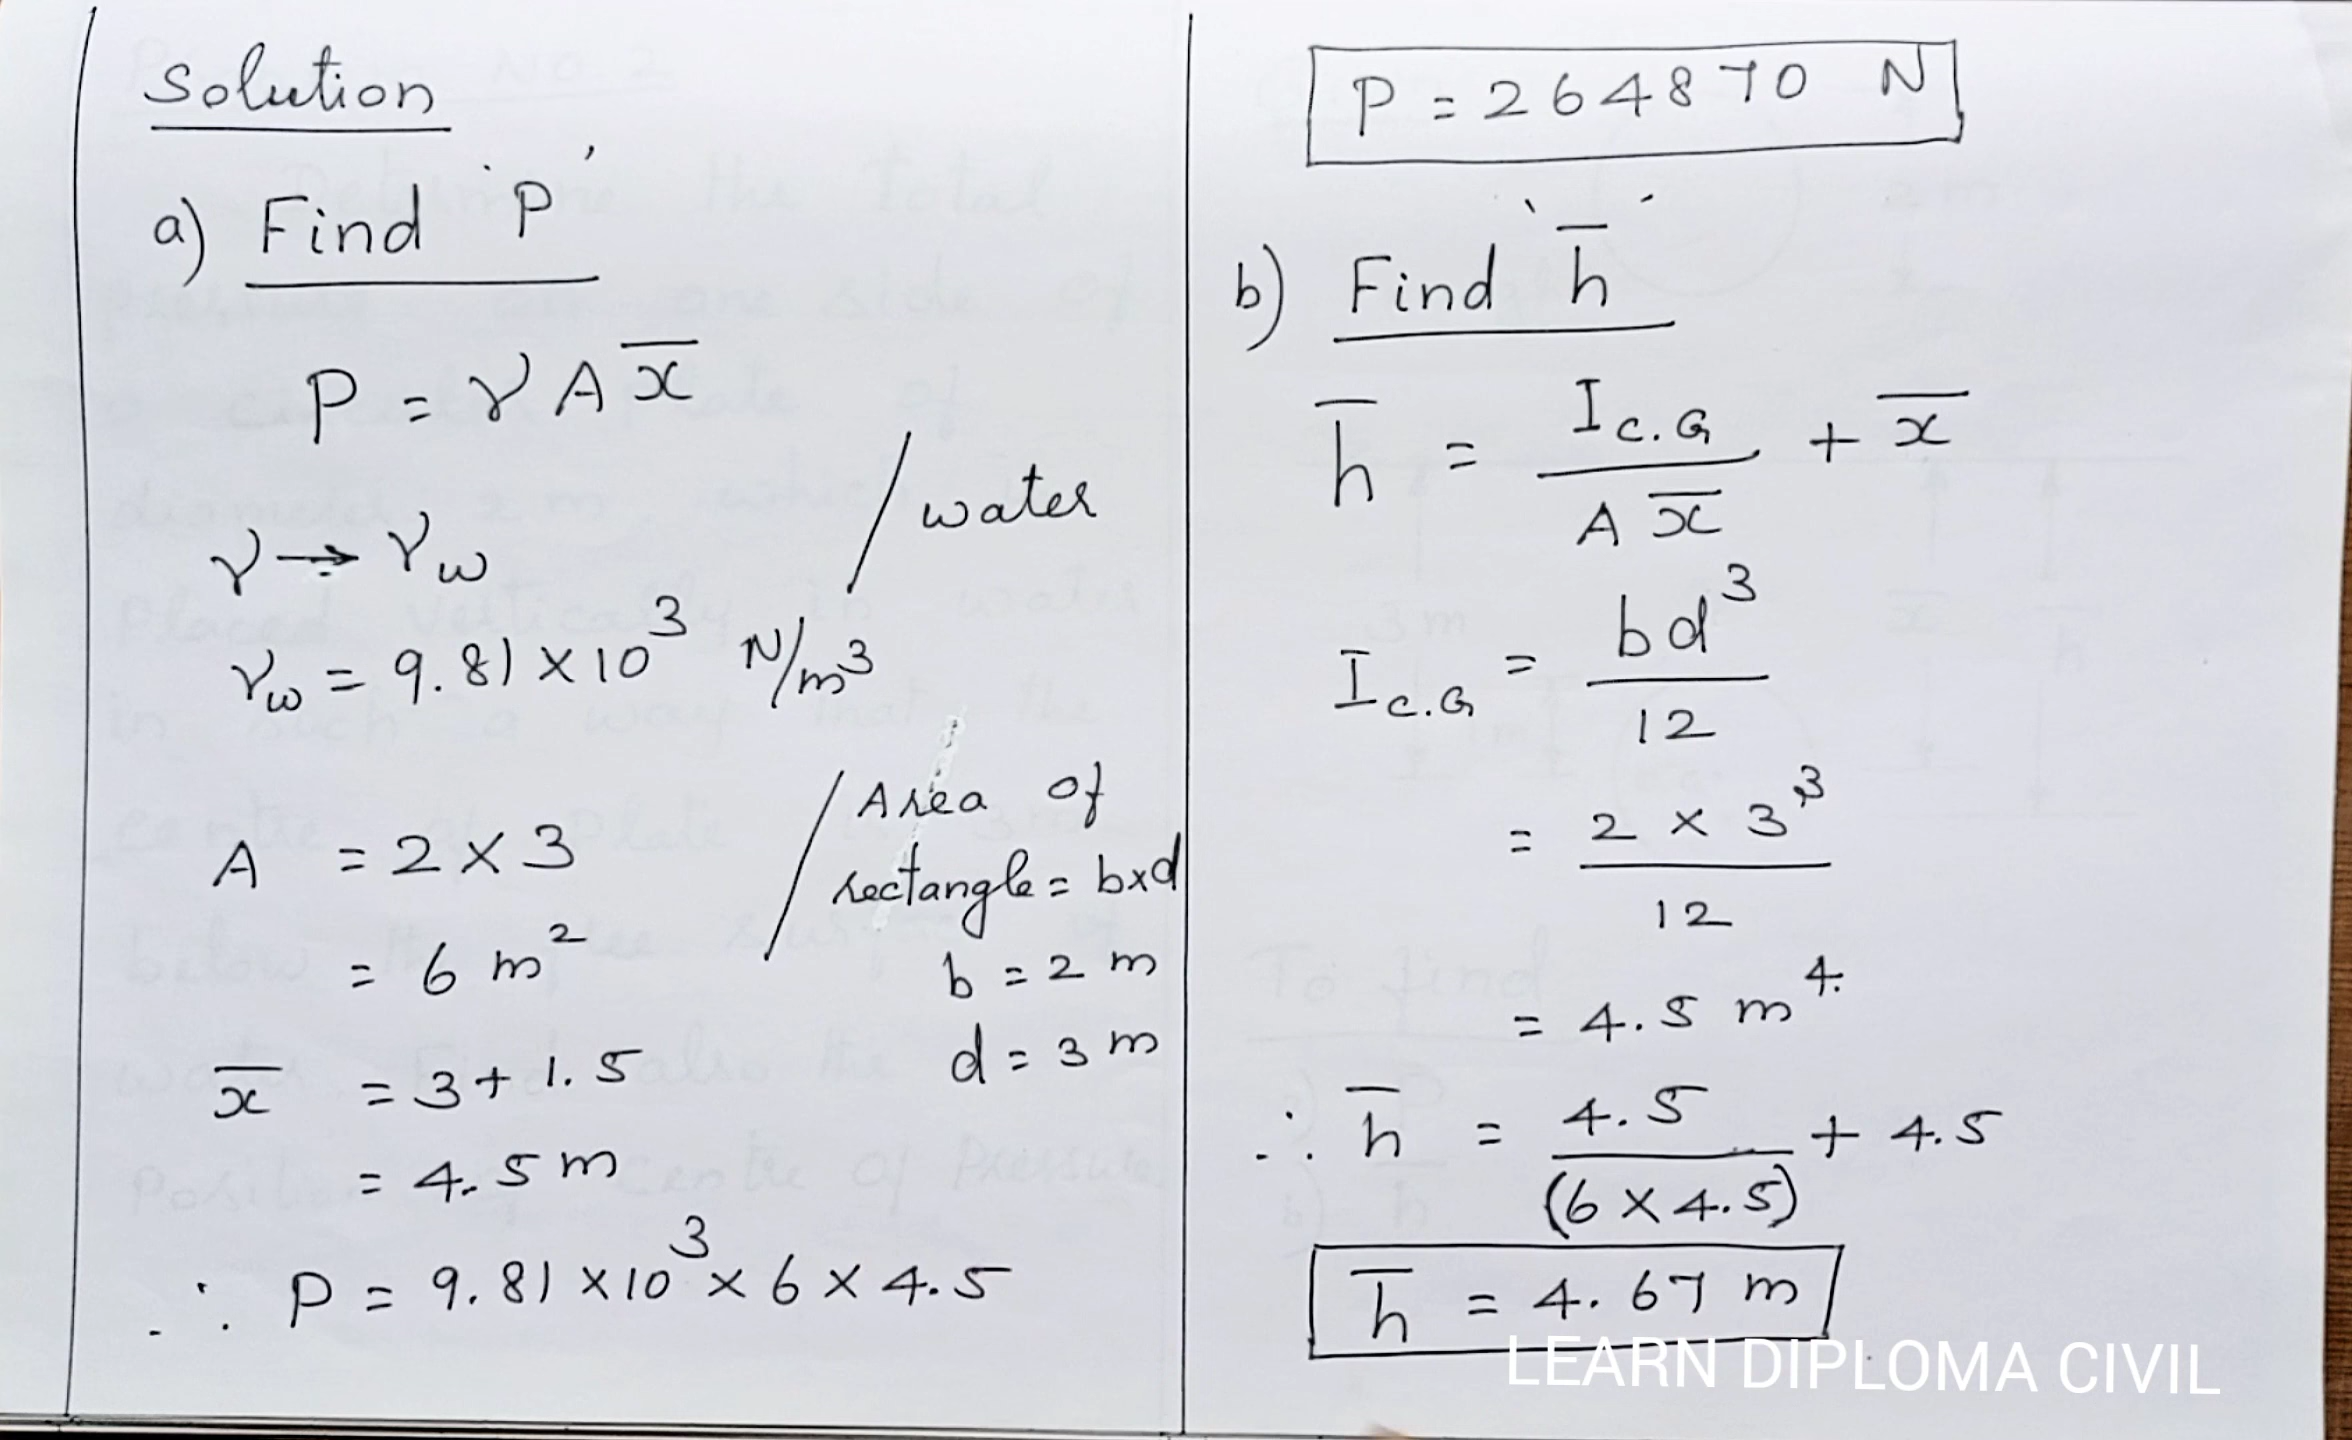 Solution
a) Find 'P'
P = γ A x̅
γ → γw / water
γw = 9.81 × 10³ N/m³
A = 2 × 3 / Area of
rectangle = b×d
= 6 m²
b = 2 m
d = 3 m
x̅ = 3 + 1.5
= 4.5 m
∴ P = 9.81 × 10³ × 6 × 4.5
P = 264870 N
b) Find 'h̅'
h̅ = I C.G / A x̅ + x̅
I C.G = bd³ / 12
= 2 × 3³ / 12
= 4.5 m⁴.
∴ h̅ = 4.5 / (6 × 4.5) + 4.5
h̅ = 4.67 m
LEARN DIPLOMA CIVIL